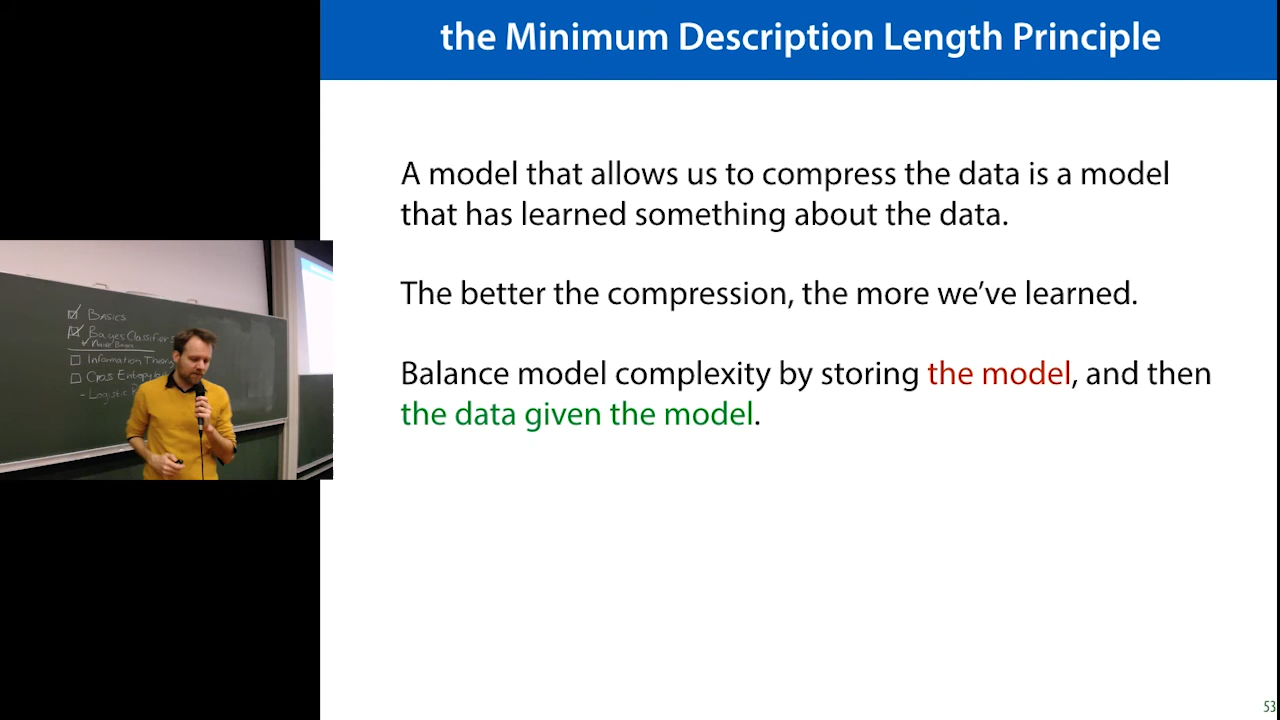 the Minimum Description Length Principle
A model that allows us to compress the data is a model
that has learned something about the data.
The better the compression, the more we've learned.
Balance model complexity by storing the model, and then
the data given the model.
53
Basics
Bayes Classifiers
Naive Bayes
Information Theory
Cross Entropy
- Logistic